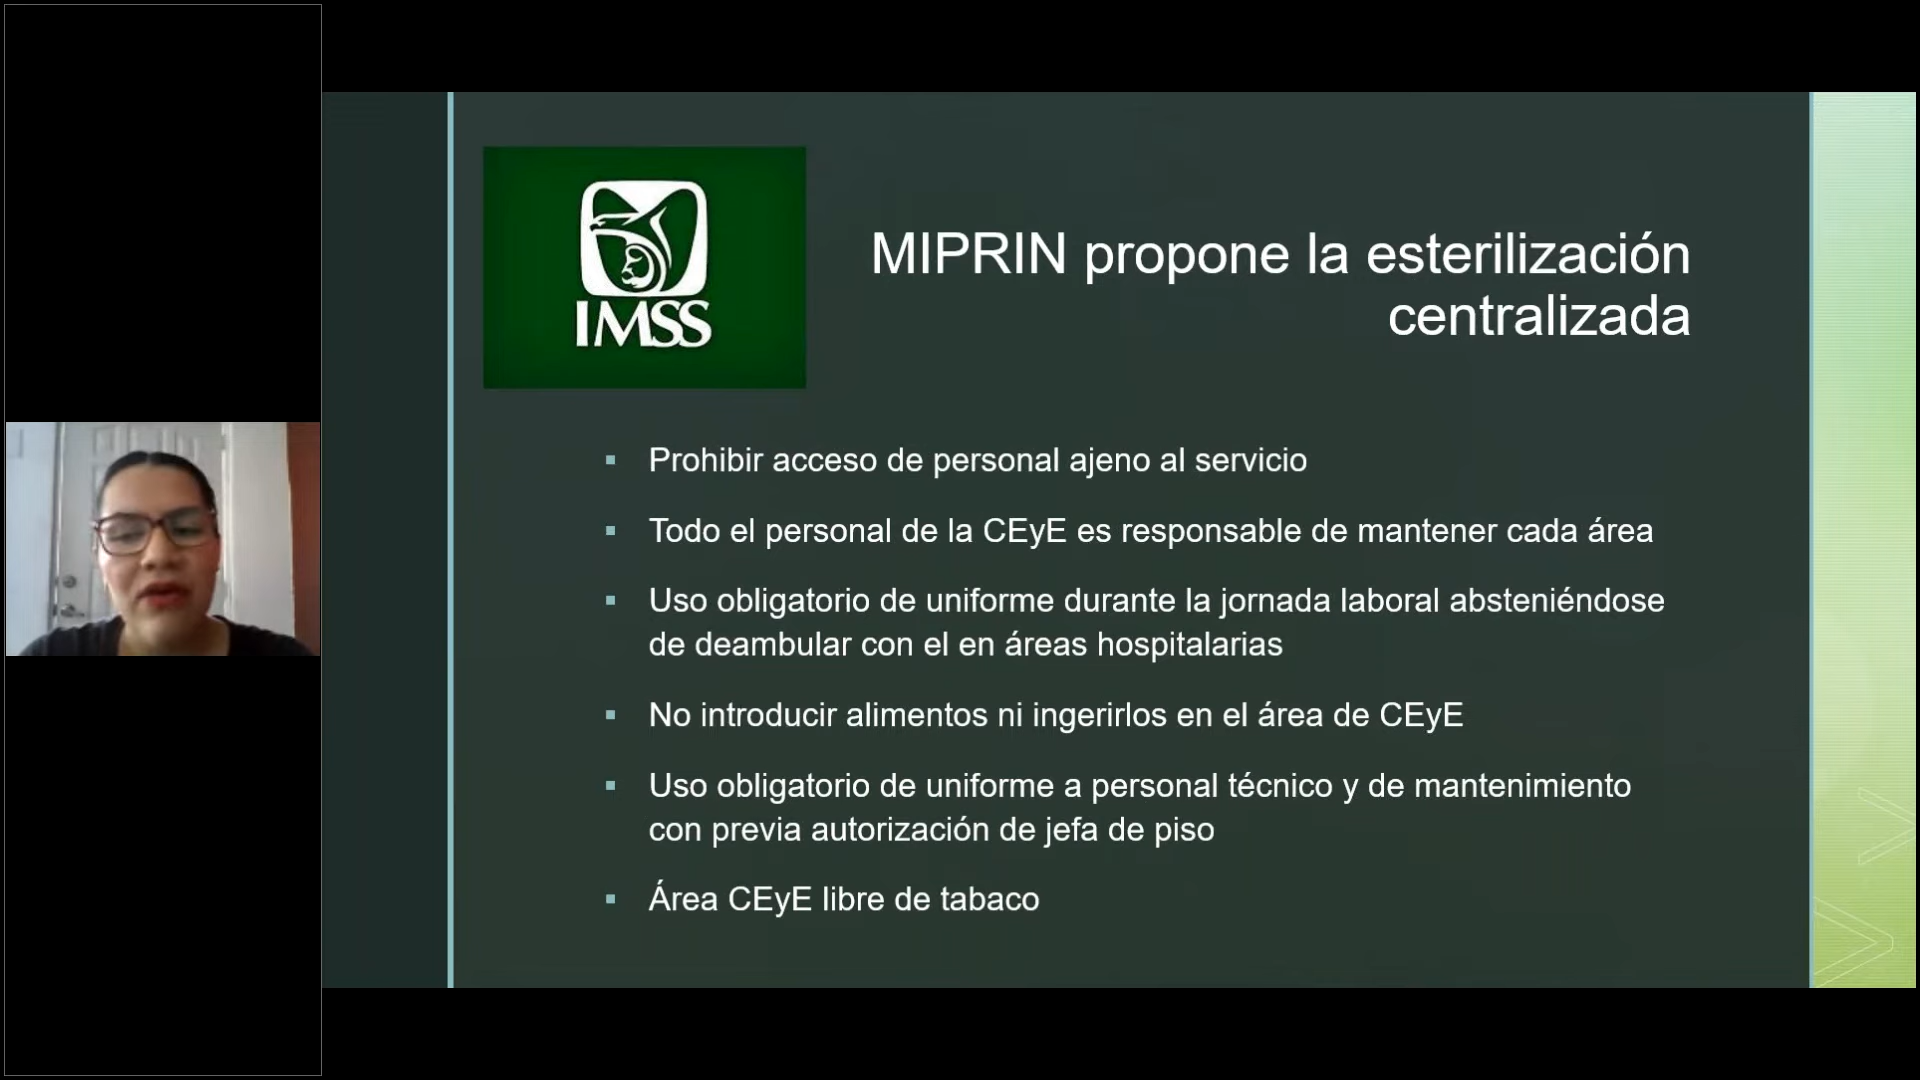 IMSS
MIPRIN propone la esterilización
centralizada
Prohibir acceso de personal ajeno al servicio
Todo el personal de la CEyE es responsable de mantener cada área
Uso obligatorio de uniforme durante la jornada laboral absteniéndose
de deambular con el en áreas hospitalarias
No introducir alimentos ni ingerirlos en el área de CEyE
Uso obligatorio de uniforme a personal técnico y de mantenimiento
con previa autorización de jefa de piso
Área CEyE libre de tabaco